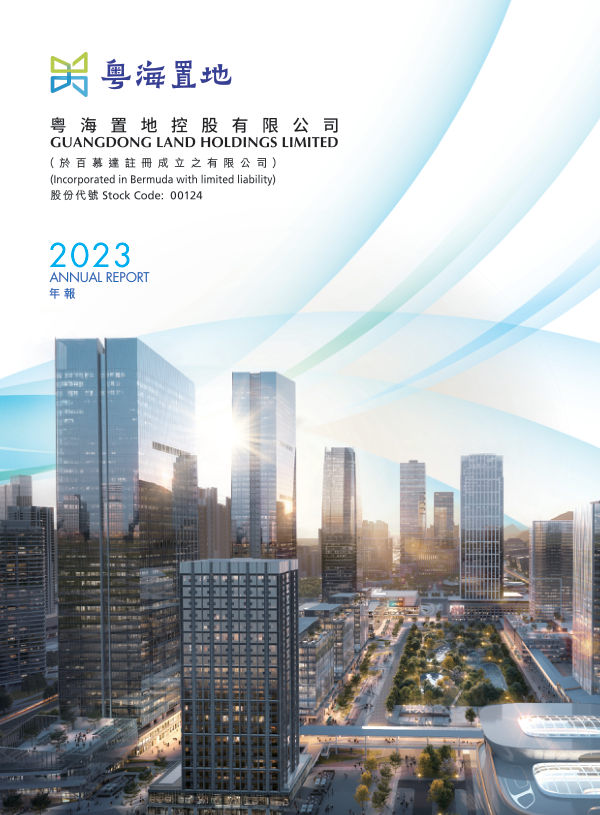 粤海置地
粤海置地控股有限公司
GUANGDONG LAND HOLDINGS LIMITED
（於百慕達註冊成立之有限公司）
(Incorporated in Bermuda with limited liability)
股份代號 Stock Code: 00124
2023
ANNUAL REPORT
年報